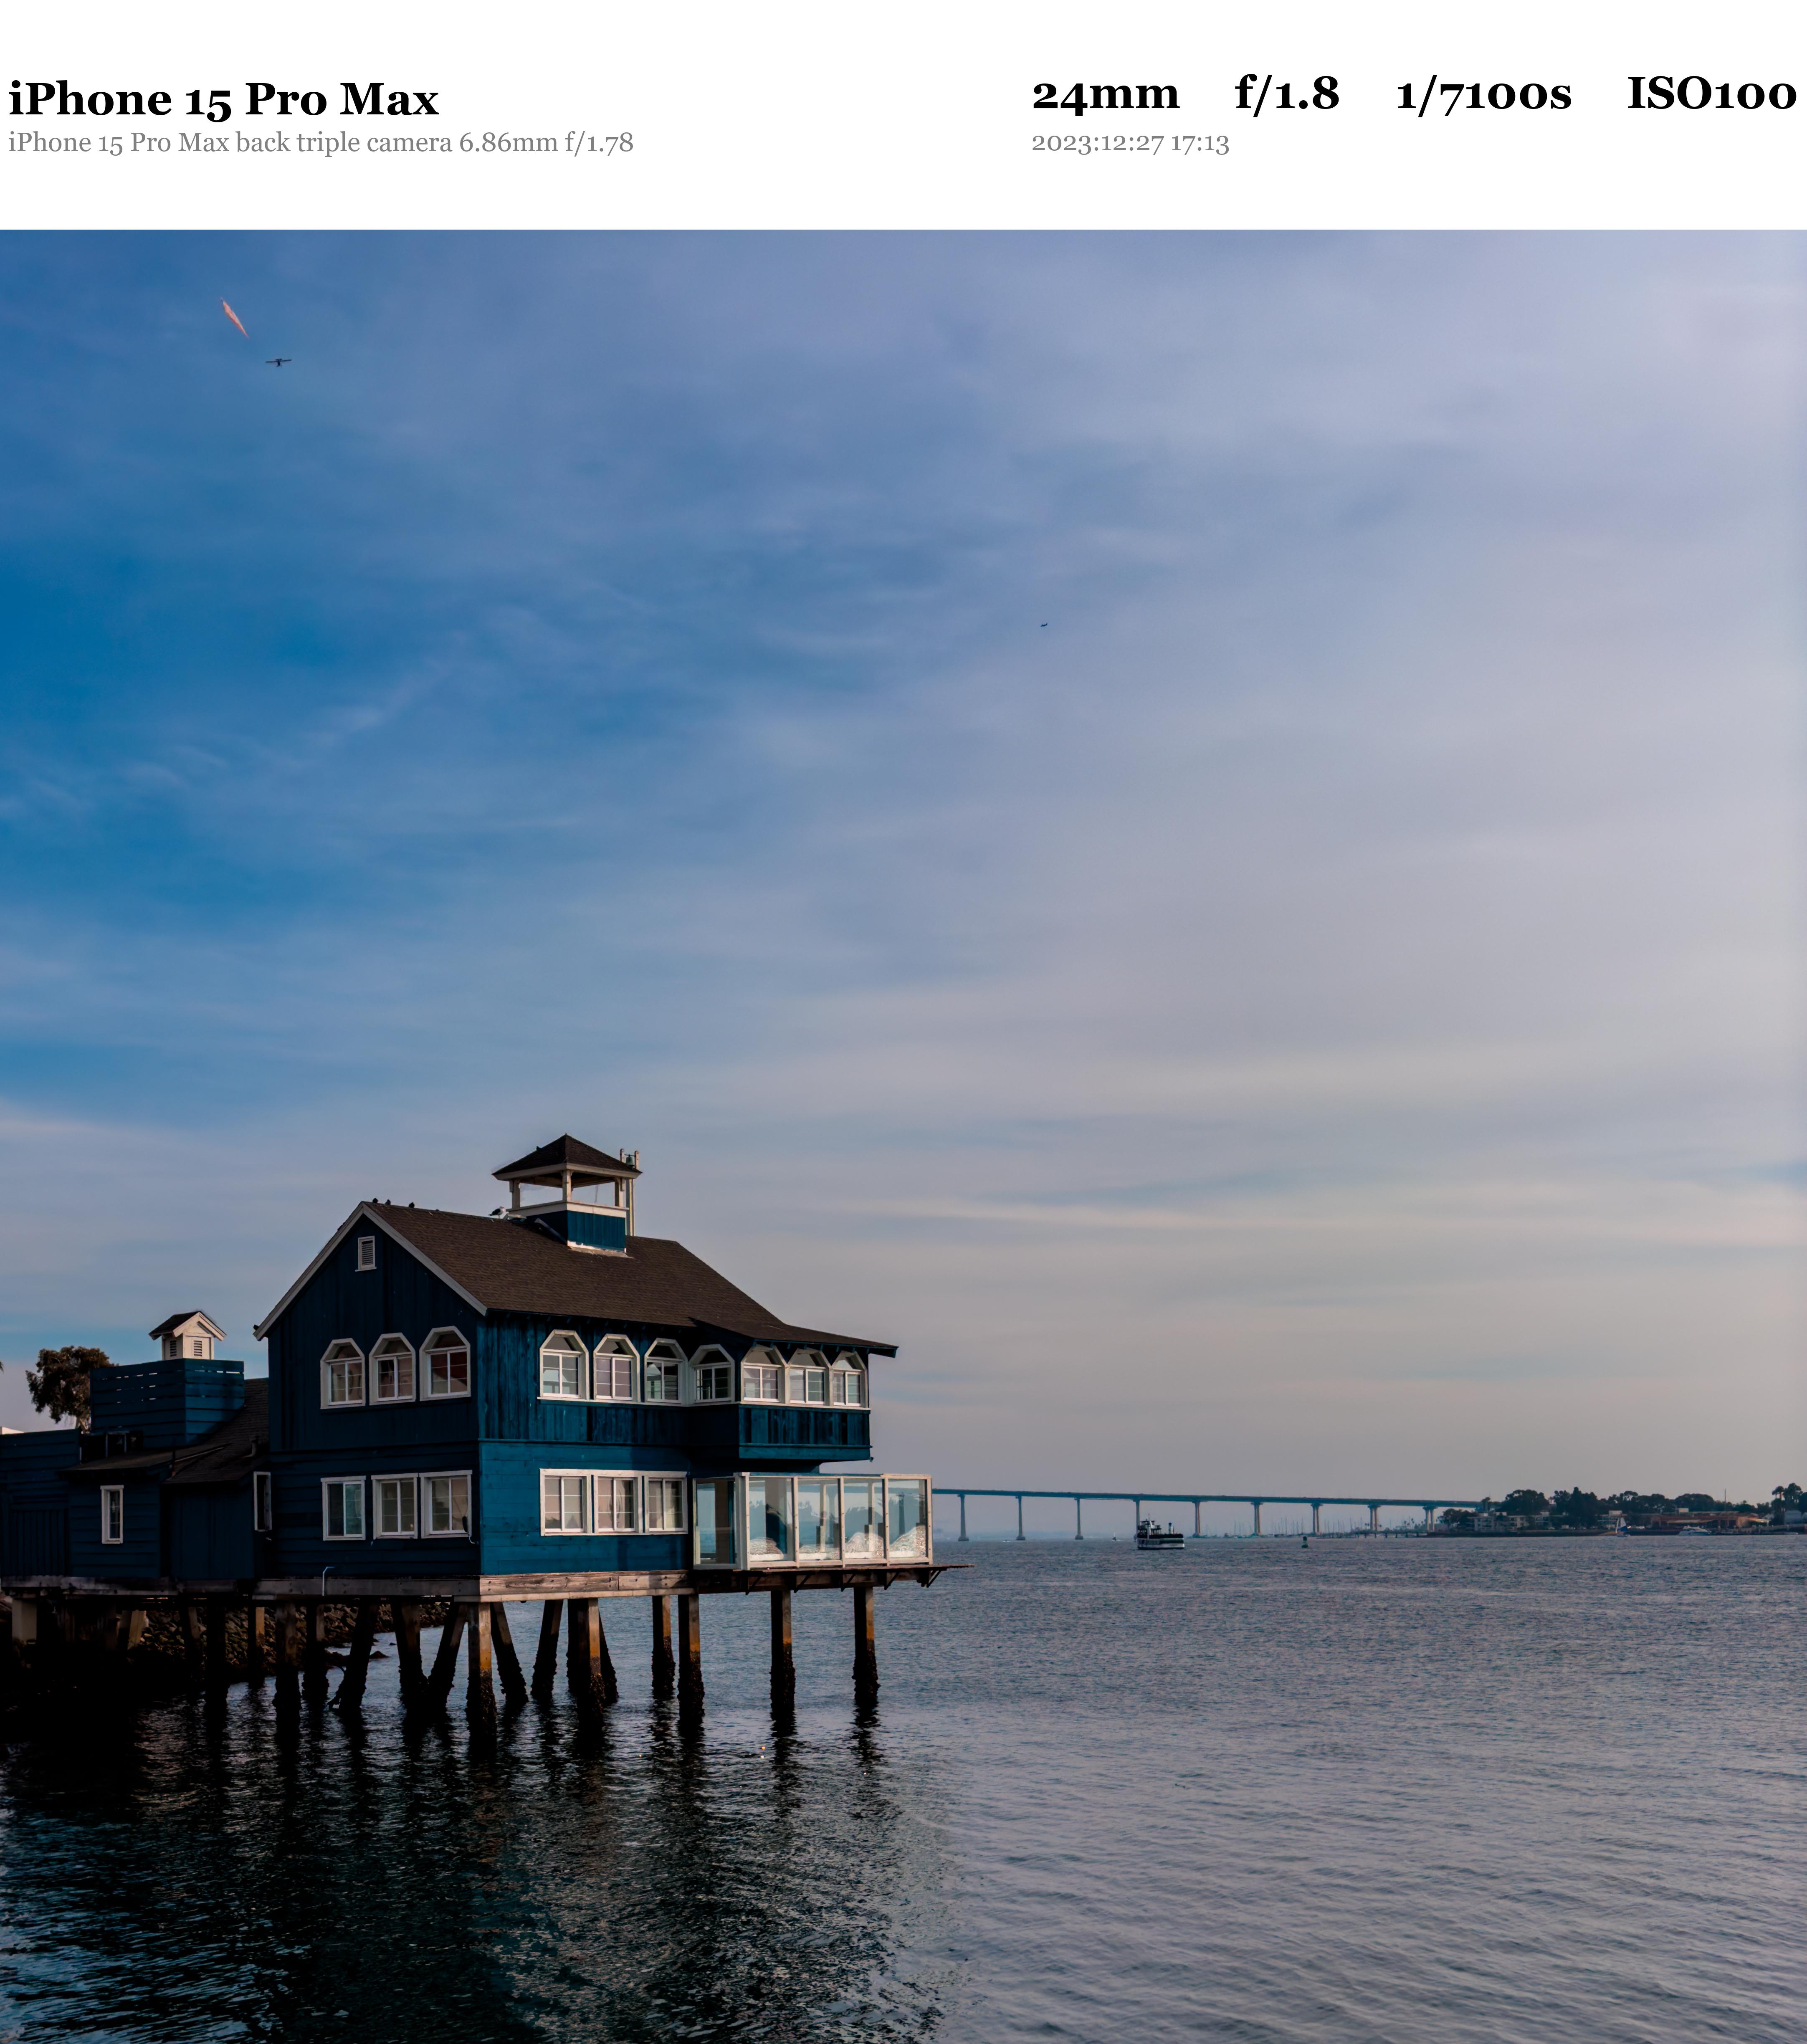 iPhone 15 Pro Max
iPhone 15 Pro Max back triple camera 6.86mm f/1.78
24mm f/1.8 1/7100s ISO100
2023:12:27 17:13